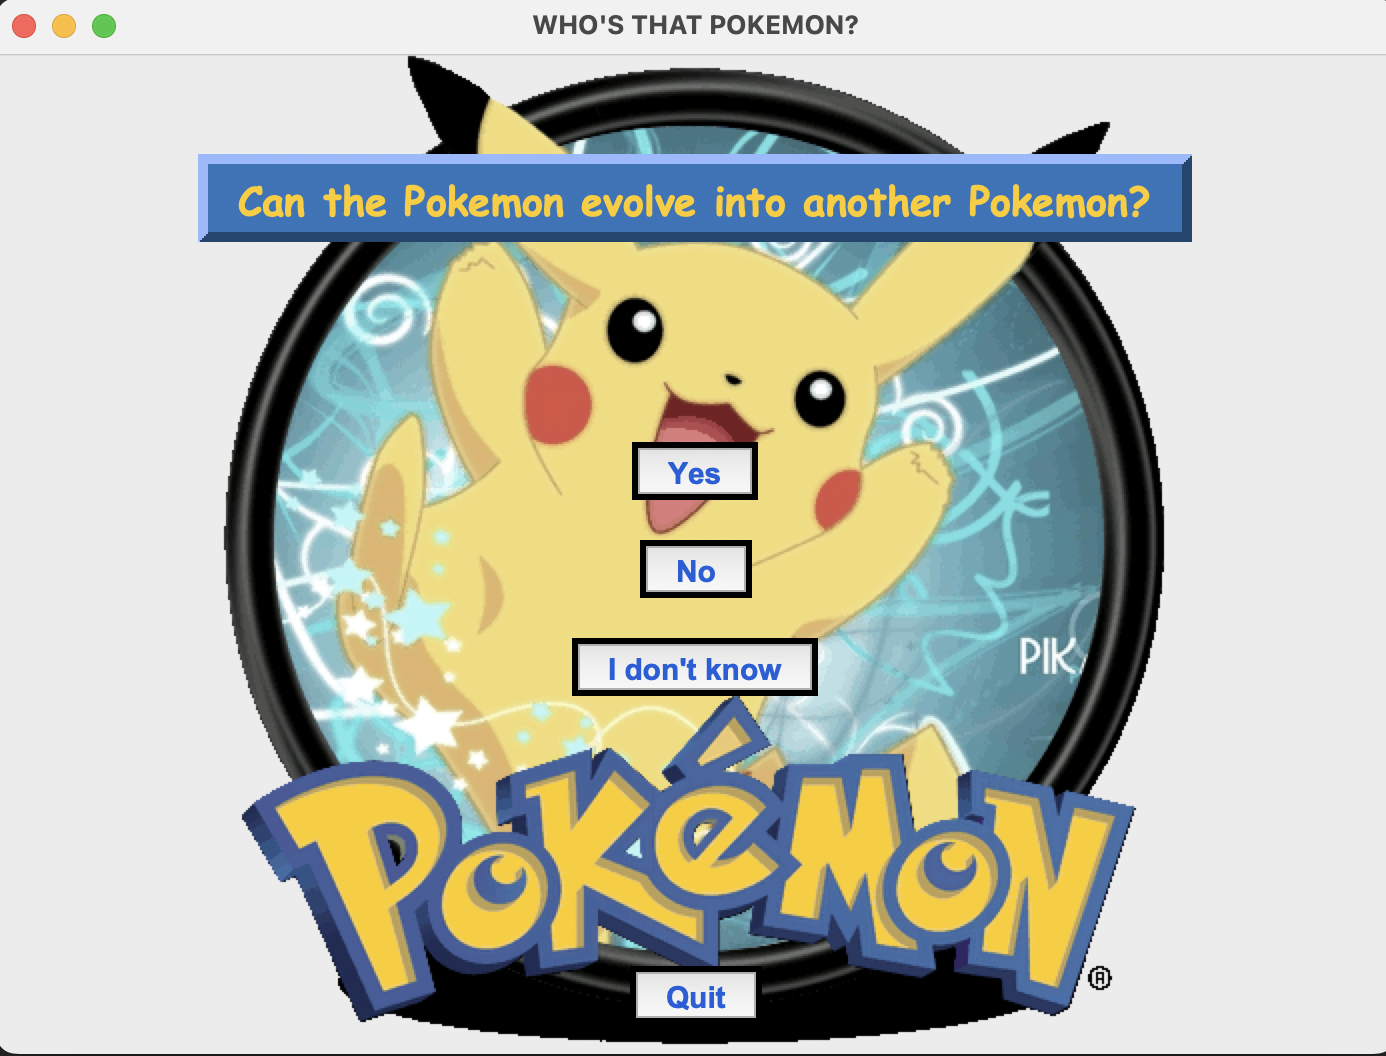 WHO'S THAT POKEMON?
Can the Pokemon evolve into another Pokemon?
Yes
No
I don't know
PIK
POKéMON
®
Quit